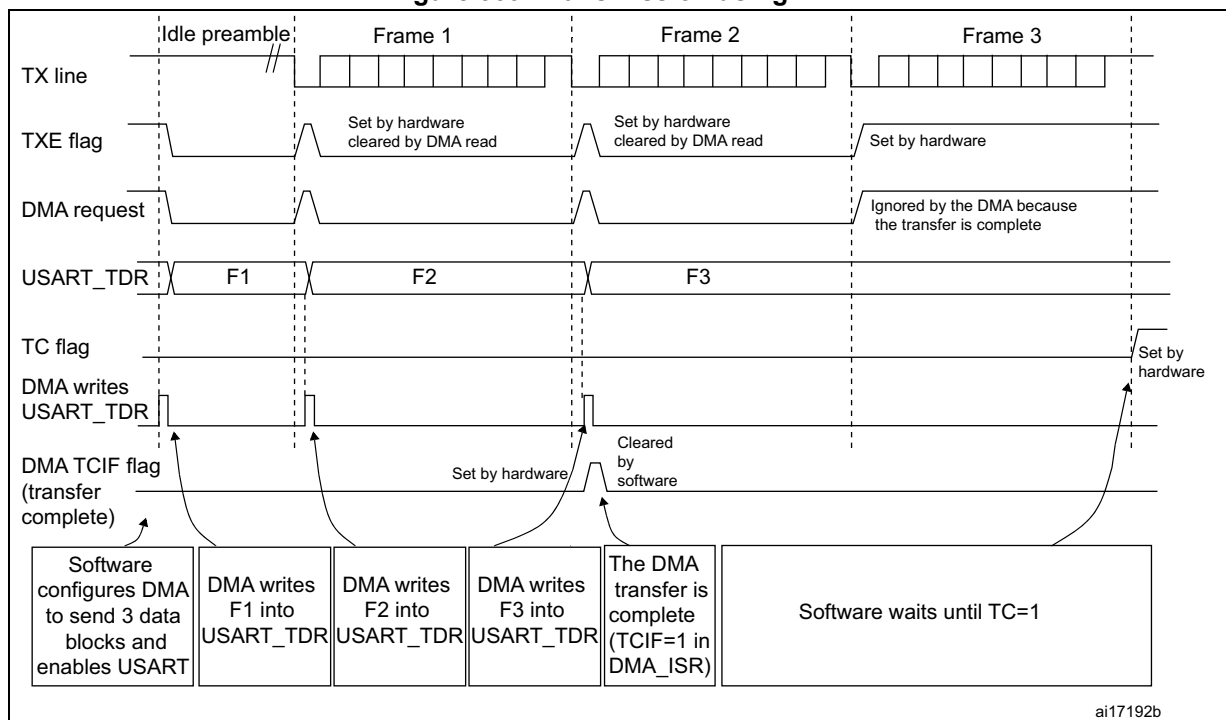 Idle preamble
Frame 1
Frame 2
Frame 3
TX line
TXE flag
Set by hardware
cleared by DMA read
Set by hardware
cleared by DMA read
Set by hardware
DMA request
Ignored by the DMA because
the transfer is complete
USART_TDR
F1
F2
F3
TC flag
Set by
hardware
DMA writes
USART_TDR
DMA TCIF flag
(transfer
complete)
Set by hardware
Cleared
by
software
Software
configures DMA
to send 3 data
blocks and
enables USART
DMA writes
F1 into
USART_TDR
DMA writes
F2 into
USART_TDR
DMA writes
F3 into
USART_TDR
The DMA
transfer is
complete
(TCIF=1 in
DMA_ISR)
Software waits until TC=1
ai17192b